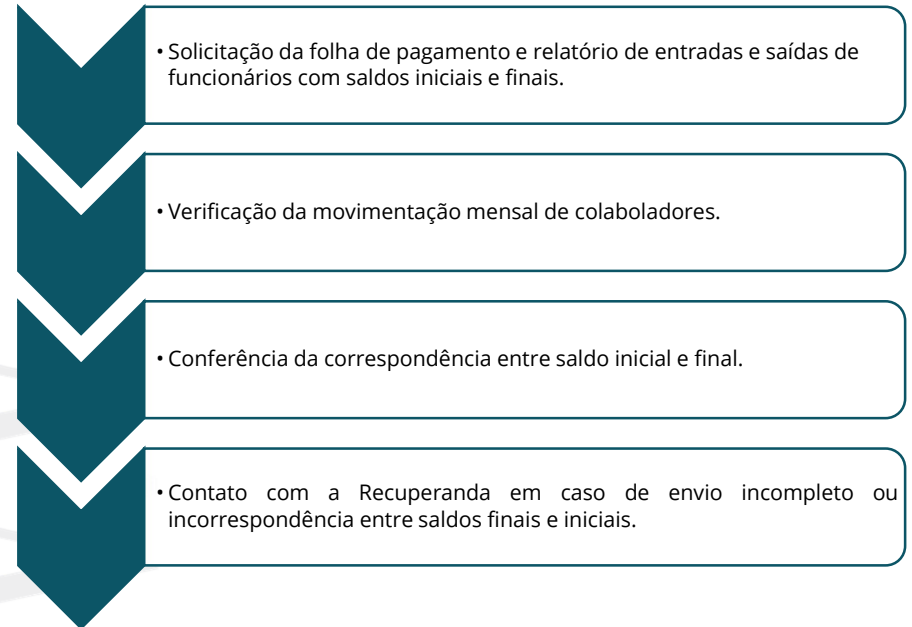 • Solicitação da folha de pagamento e relatório de entradas e saídas de
funcionários com saldos iniciais e finais.
• Verificação da movimentação mensal de colaboladores.
• Conferência da correspondência entre saldo inicial e final.
• Contato com a Recuperanda em caso de envio incompleto ou
incorrespondência entre saldos finais e iniciais.